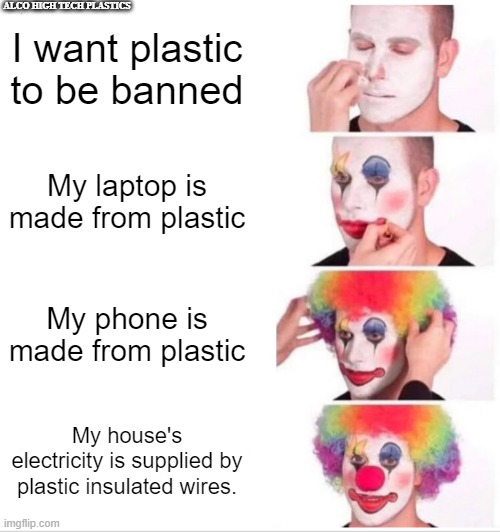 ALCO HIGH TECH PLASTICS
I want plastic
to be banned
My laptop is
made from plastic
My phone is
made from plastic
My house's
electricity is supplied by
plastic insulated wires.
imgflip.com